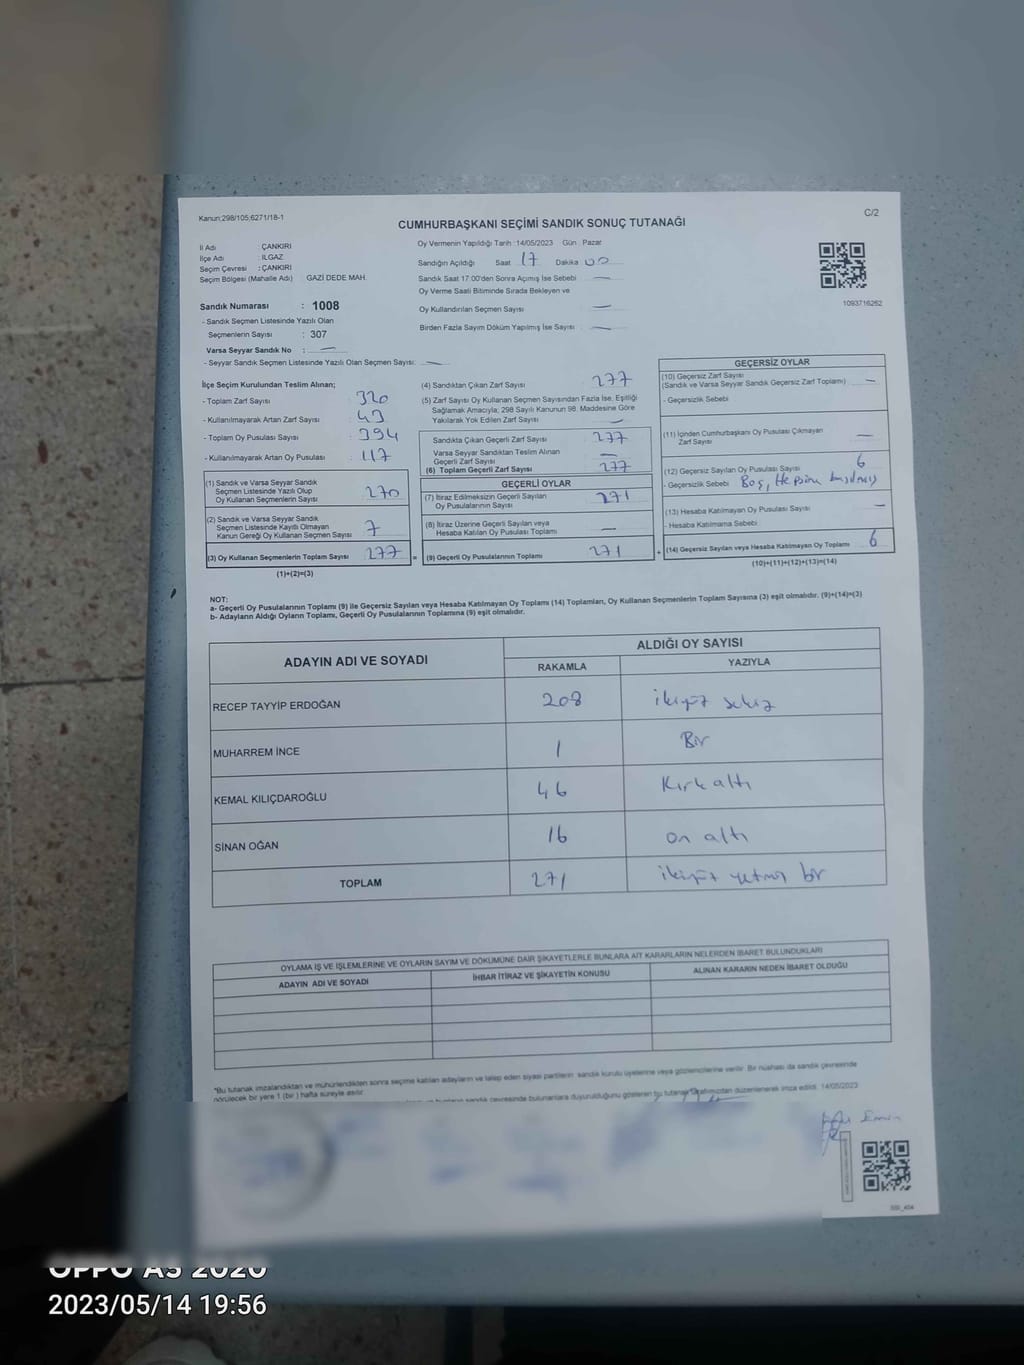 Kanun;298/105;6271/18-1
C/2
CUMHURBAŞKANI SEÇİMİ SANDIK SONUÇ TUTANAĞI
İl Adı : ÇANKIRI
İlçe Adı : ILGAZ
Seçim Çevresi : ÇANKIRI
Seçim Bölgesi (Mahalle Adı) : GAZİ DEDE MAH.
Sandık Numarası : 1008
- Sandık Seçmen Listesinde Yazılı Olan
Seçmenlerin Sayısı : 307
Varsa Seyyar Sandık No : —
- Seyyar Sandık Seçmen Listesinde Yazılı Olan Seçmen Sayısı: —
Oy Vermenin Yapıldığı Tarih :14/05/2023 Gün : Pazar
Sandığın Açıldığı Saat 17 Dakika 00
Sandık Saat 17:00'den Sonra Açımış İse Sebebi —
Oy Verme Saati Bitiminde Sırada Bekleyen ve
Oy Kullandırılan Seçmen Sayısı —
Birden Fazla Sayım Döküm Yapılmış İse Sayısı —
1093716262
İlçe Seçim Kurulundan Teslim Alınan;
- Toplam Zarf Sayısı 320
- Kullanılmayarak Artan Zarf Sayısı 43
- Toplam Oy Pusulası Sayısı 394
- Kullanılmayarak Artan Oy Pusulası 117
(1) Sandık ve Varsa Seyyar Sandık
Seçmen Listesinde Yazılı Olup
Oy Kullanan Seçmenlerin Sayısı 270
(2) Sandık ve Varsa Seyyar Sandık
Seçmen Listesinde Kayıtlı Olmayan
Kanun Gereği Oy Kullanan Seçmen Sayısı 7
(3) Oy Kullanan Seçmenlerin Toplam Sayısı 277 =
(1)+(2)=(3)
(4) Sandıktan Çıkan Zarf Sayısı 277
(5) Zarf Sayısı Oy Kullanan Seçmen Sayısından Fazla İse, Eşitliği
Sağlamak Amacıyla; 298 Sayılı Kanunun 98. Maddesine Göre
Yakılarak Yok Edilen Zarf Sayısı —
Sandıkta Çıkan Geçerli Zarf Sayısı 277
Varsa Seyyar Sandıktan Teslim Alınan
Geçerli Zarf Sayısı —
(6) Toplam Geçerli Zarf Sayısı 277
GEÇERLİ OYLAR
(7) İtiraz Edilmeksizin Geçerli Sayılan
Oy Pusulasının Sayısı 271
(8) İtiraz Üzerine Geçerli Sayılan veya
Hesaba Katılan Oy Pusulası Toplamı —
(9) Geçerli Oy Pusulalarının Toplamı 271 +
GEÇERSİZ OYLAR
(10) Geçersiz Zarf Sayısı
(Sandık ve Varsa Seyyar Sandık Geçersiz Zarf Toplamı) —
- Geçersizlik Sebebi
(11) İçinden Cumhurbaşkanı Oy Pusulası Çıkmayan
Zarf Sayısı —
(12) Geçersiz Sayılan Oy Pusulası Sayısı 6
- Geçersizlik Sebebi Boş, Hepsine basılmış
(13) Hesaba Katılmayan Oy Pusulası Sayısı —
- Hesaba Katılmama Sebebi
(14) Geçersiz Sayılan veya Hesaba Katılmayan Oy Toplamı 6
(10)+(11)+(12)+(13)=(14)
NOT:
a- Geçerli Oy Pusulalarının Toplamı (9) ile Geçersiz Sayılan veya Hesaba Katılmayan Oy Toplamı (14) Toplamları, Oy Kullanan Seçmenlerin Toplam Sayısına (3) eşit olmalıdır. (9)+(14)=(3)
b- Adayların Aldığı Oyların Toplamı, Geçerli Oy Pusulalarının Toplamına (9) eşit olmalıdır.
ADAYIN ADI VE SOYADI ALDIĞI OY SAYISI
RAKAMLA YAZIYLA
RECEP TAYYİP ERDOĞAN 208 ikiyüz sekiz
MUHARREM İNCE 1 Bir
KEMAL KILIÇDAROĞLU 46 Kırk altı
SİNAN OĞAN 16 on altı
TOPLAM 271 ikiyüz yetmiş bir
OYLAMA İŞ VE İŞLEMLERİNE VE OYLARIN SAYIM VE DÖKÜMÜNE DAİR ŞİKAYETLERLE BUNLARA AİT KARARLARIN NELERDEN İBARET BULUNDUKLARI
ADAYIN ADI VE SOYADI İHBAR İTİRAZ VE ŞİKAYETİN KONUSU ALINAN KARARIN NEDEN İBARET OLDUĞU
*Bu tutanak imzalandıktan ve mühürlendikten sonra seçime katılan adayların ve talep eden siyasi partilerin sandık kurulu üyelerine veya gözlemcilerine verilir. Bir nüshası da sandık çevresinde
görülecek bir yere 1 (bir) hafta süreyle asılır.
sandık çevresinde bulunanlara duyurulduğunu gösteren bu tutanak tarafımızdan düzenlenerek imza edildi. 14/05/2023
OPPO A5 2020
2023/05/14 19:56